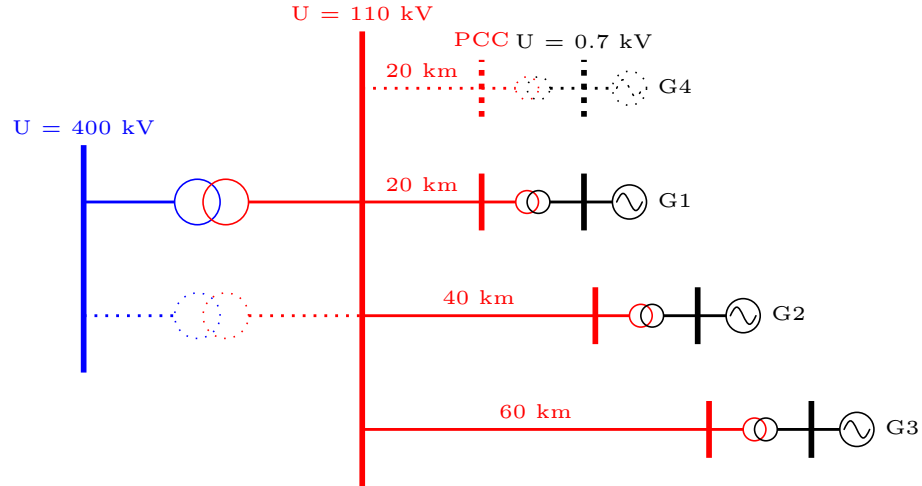 U = 110 kV
PCC
U = 0.7 kV
20 km
G4
U = 400 kV
20 km
G1
40 km
G2
60 km
G3